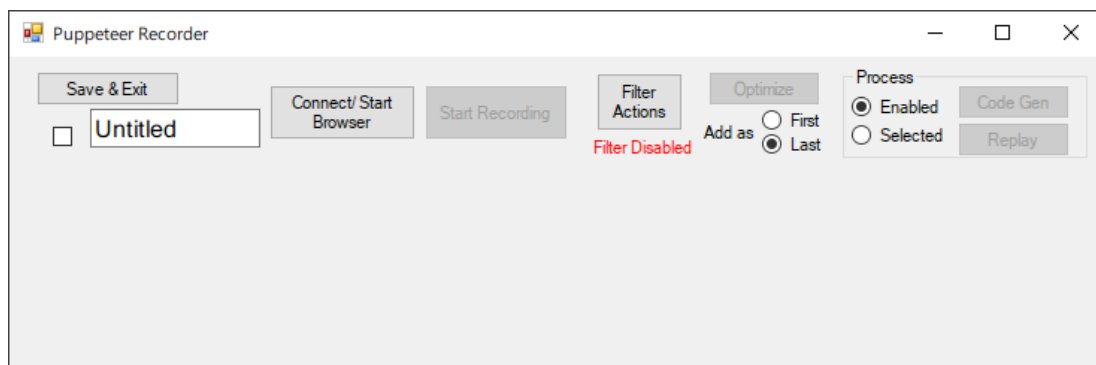 Puppeteer Recorder
Save & Exit
Untitled
Connect/ Start
Browser
Start Recording
Filter
Actions
Filter Disabled
Optimize
Add as
First
Last
Process
Enabled
Selected
Code Gen
Replay